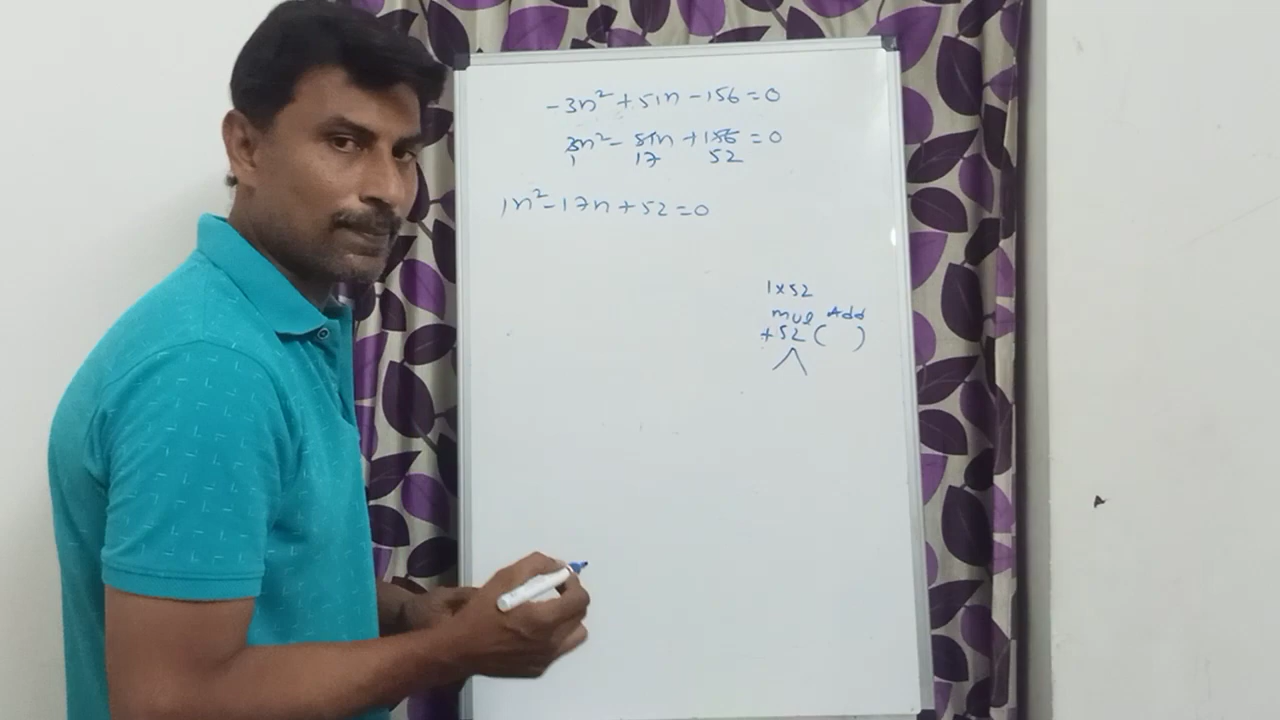 -3n² + 51n - 156 = 0
3n² - 51n + 156 = 0
1 17 52
1n² - 17n + 52 = 0
1 x 52
mul Add
+52 ( )